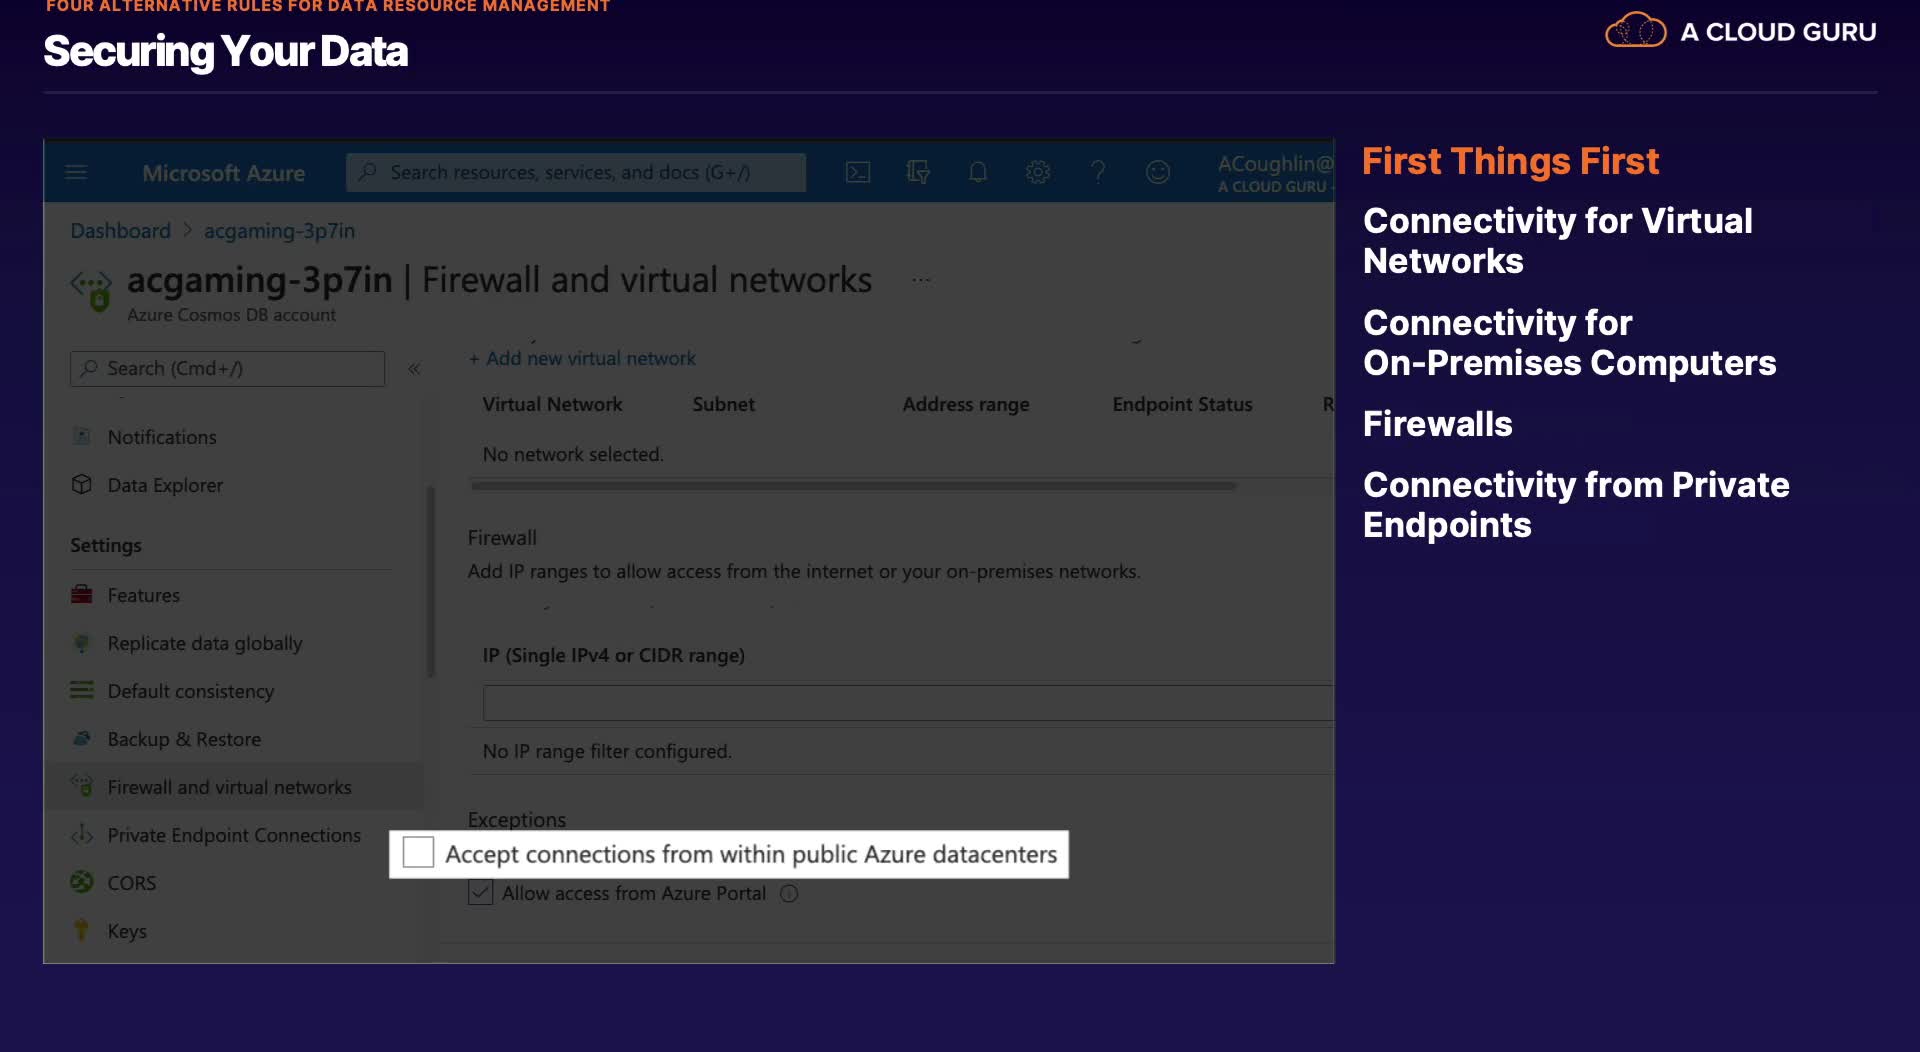 FOUR ALTERNATIVE RULES FOR DATA RESOURCE MANAGEMENT
Securing Your Data
A CLOUD GURU
Microsoft Azure
Search resources, services, and docs (G+/)
ACoughlin@
A CLOUD GURU -
Dashboard > acgaming-3p7in
acgaming-3p7in | Firewall and virtual networks ...
Azure Cosmos DB account
Search (Cmd+/)
«
Notifications
Data Explorer
Settings
Features
Replicate data globally
Default consistency
Backup & Restore
Firewall and virtual networks
Private Endpoint Connections
CORS
Keys
+ Add new virtual network
Virtual Network Subnet Address range Endpoint Status R
No network selected.
Firewall
Add IP ranges to allow access from the internet or your on-premises networks.
IP (Single IPv4 or CIDR range)
No IP range filter configured.
Exceptions
Accept connections from within public Azure datacenters
Allow access from Azure Portal
First Things First
Connectivity for Virtual
Networks
Connectivity for
On-Premises Computers
Firewalls
Connectivity from Private
Endpoints